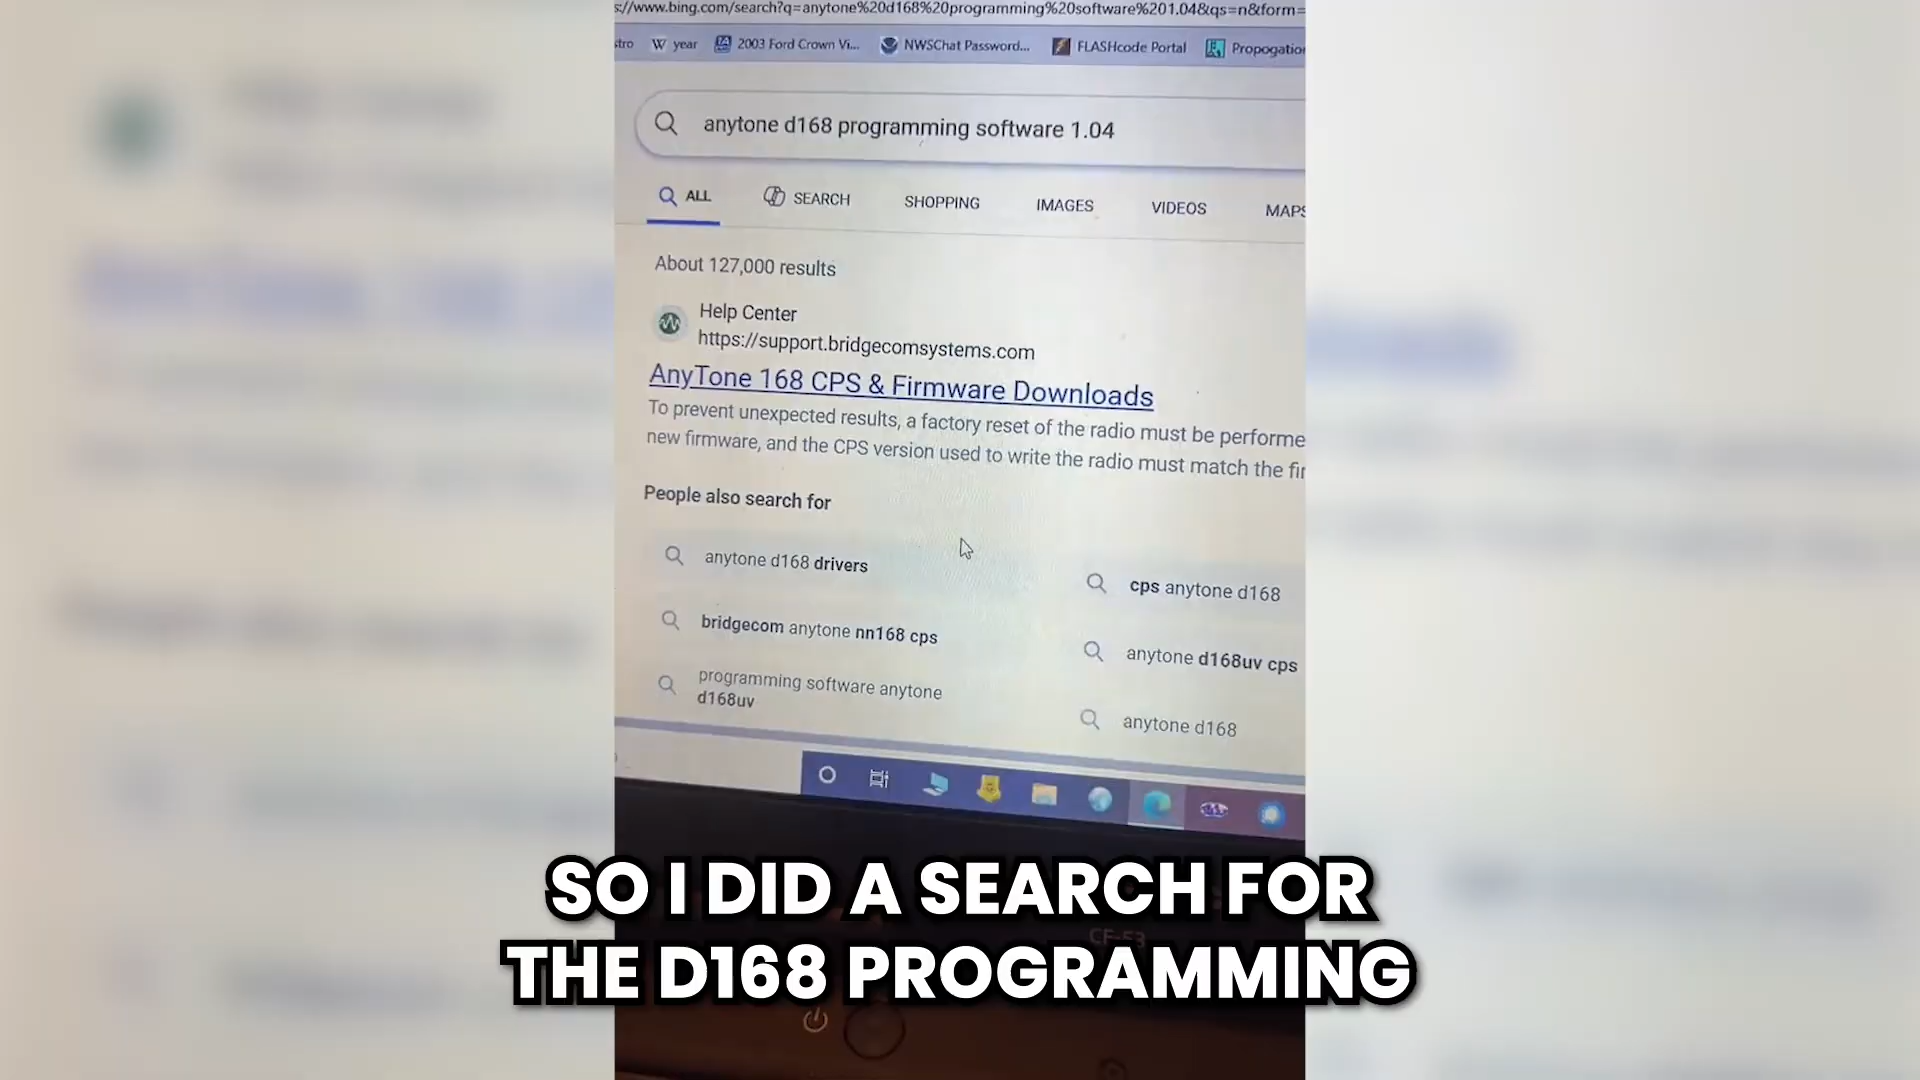 s://www.bing.com/search?q=anytone%20d168%20programming%20software%201.04&qs=n&form=
stro W year 2003 Ford Crown Vi... NWSChat Password... FLASHcode Portal Propogatio
anytone d168 programming software 1.04
ALL SEARCH SHOPPING IMAGES VIDEOS MAPS
About 127,000 results
Help Center
https://support.bridgecomsystems.com
AnyTone 168 CPS & Firmware Downloads
To prevent unexpected results, a factory reset of the radio must be performe
new firmware, and the CPS version used to write the radio must match the fir
People also search for
anytone d168 drivers
cps anytone d168
bridgecom anytone nn168 cps
anytone d168uv cps
programming software anytone
d168uv
anytone d168
SO I DID A SEARCH FOR
CF-53
THE D168 PROGRAMMING